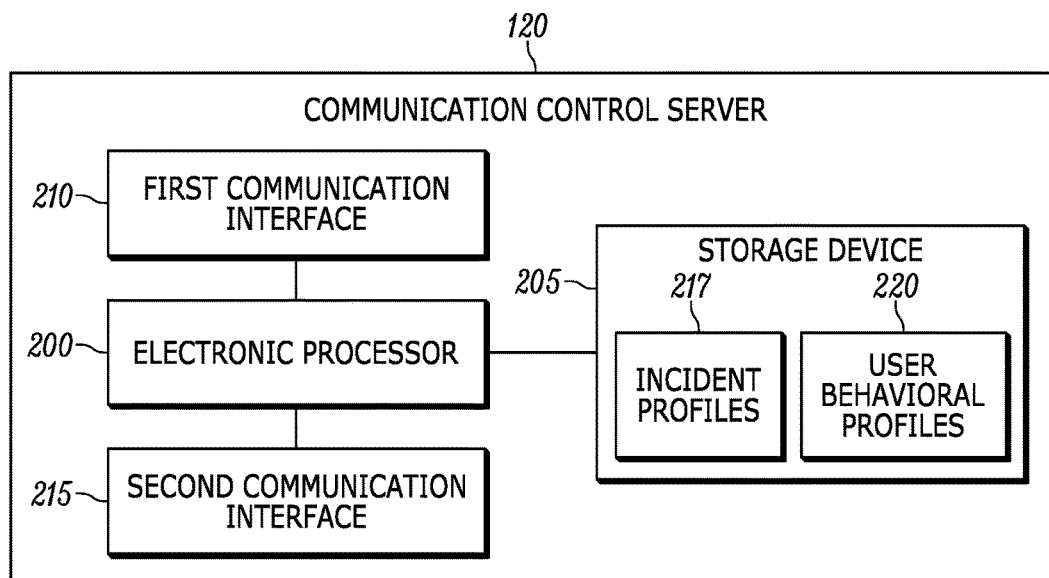 120
COMMUNICATION CONTROL SERVER
210
FIRST COMMUNICATION
INTERFACE
200
ELECTRONIC PROCESSOR
215
SECOND COMMUNICATION
INTERFACE
STORAGE DEVICE
205
217
220
INCIDENT
PROFILES
USER
BEHAVIORAL
PROFILES